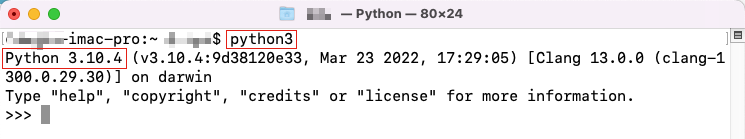 — Python — 80×24
-imac-pro:~ $ python3
Python 3.10.4 (v3.10.4:9d38120e33, Mar 23 2022, 17:29:05) [Clang 13.0.0 (clang-1
300.0.29.30)] on darwin
Type "help", "copyright", "credits" or "license" for more information.
>>>